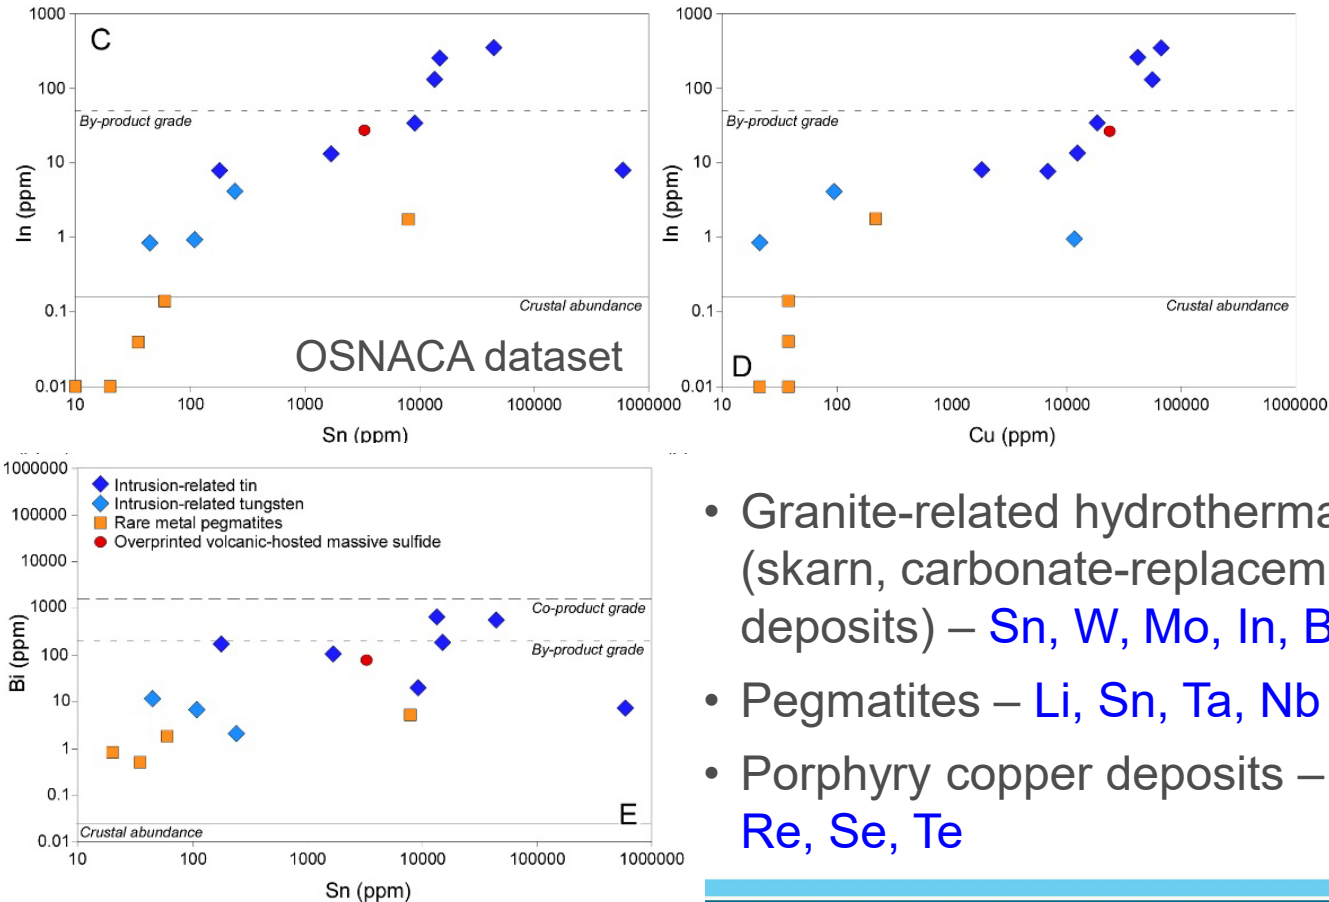 1000
100
10
1
0.1
0.01
In (ppm)
C
By-product grade
Crustal abundance
OSNACA dataset
10
100
1000
10000
100000
1000000
Sn (ppm)
1000
100
10
1
0.1
0.01
In (ppm)
By-product grade
Crustal abundance
D
10
100
1000
10000
100000
1000000
Cu (ppm)
1000000
100000
10000
1000
100
10
1
0.1
0.01
Bi (ppm)
Intrusion-related tin
Intrusion-related tungsten
Rare metal pegmatites
Overprinted volcanic-hosted massive sulfide
Co-product grade
By-product grade
E
Crustal abundance
10
100
1000
10000
100000
1000000
Sn (ppm)
• Granite-related hydrotherma
(skarn, carbonate-replacem
deposits) – Sn, W, Mo, In, B
• Pegmatites – Li, Sn, Ta, Nb
• Porphyry copper deposits –
Re, Se, Te